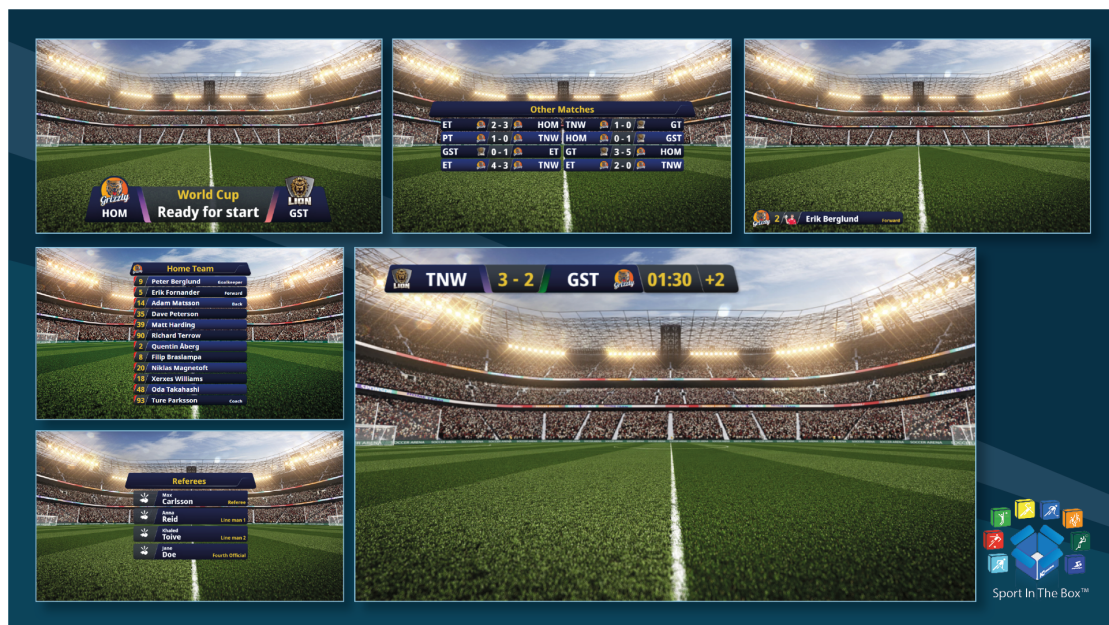 Grizzly
LION
World Cup
HOM
Ready for start
GST
Other Matches
ET 2 - 3 HOM TNW 1 - 0 GT
PT 1 - 0 TNW HOM 0 - 1 GST
GST 0 - 1 ET GT 3 - 5 HOM
ET 4 - 3 TNW ET 2 - 0 TNW
Grizzly 2 Erik Berglund Forward
Home Team
9 Peter Berglund Goalkeeper
5 Erik Fornander Forward
14 Adam Matsson Back
35 Dave Peterson
39 Matt Harding
90 Richard Terrow
2 Quentin Åberg
8 Filip Braslampa
20 Niklas Magnetoft
18 Xerxes Williams
48 Oda Takahashi
93 Ture Parksson Coach
LION TNW 3 - 2 GST Grizzly 01:30 +2
Referees
Max
Carlsson Referee
Anna
Reid Line man 1
Khaled
Toive Line man 2
Jane
Doe Fourth Official
Sport In The Box™